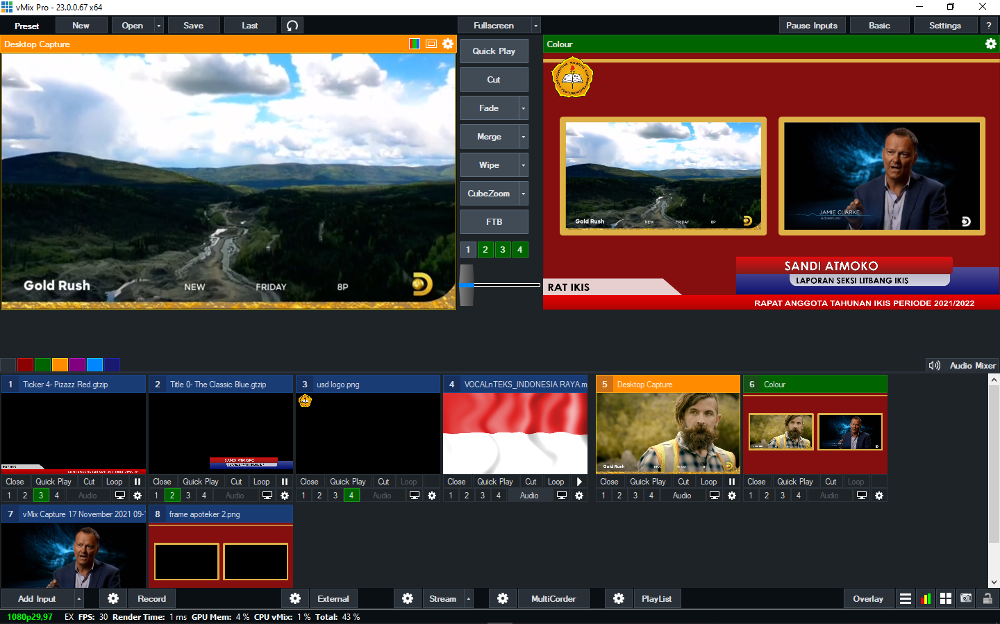 vMix Pro - 23.0.0.67 x64
Preset New Open Save Last Fullscreen Pause Inputs Basic Settings ?
Desktop Capture
Quick Play
Cut
Fade
Merge
Wipe
CubeZoom
FTB
1 2 3 4
Gold Rush NEW FRIDAY 8P
Colour
Gold Rush NEW FRIDAY 8P
JAMIE CLARKE
Adventurer
SANDI ATMOKO
LAPORAN SEKSI LITBANG IKIS
RAT IKIS
RAPAT ANGGOTA TAHUNAN IKIS PERIODE 2021/2022
Audio Mixer
1 Ticker 4- Pizazz Red.gtzip
RAT IKIS
Close Quick Play Cut Loop
1 2 3 4 Audio
2 Title 0- The Classic Blue.gtzip
SANDI ATMOKO
Close Quick Play Cut Loop
1 2 3 4 Audio
3 usd logo.png
Close Quick Play Cut Loop
1 2 3 4 Audio
4 VOCALnTEKS_INDONESIA RAYA.m
Close Quick Play Cut Loop
1 2 3 4 Audio
5 Desktop Capture
Gold Rush
Close Quick Play Cut Loop
1 2 3 4 Audio
6 Colour
Close Quick Play Cut Loop
1 2 3 4 Audio
7 vMix Capture 17 November 2021 09-1
8 frame apoteker 2.png
Add Input Record External Stream MultiCorder PlayList Overlay
1080p29,97 EX FPS: 30 Render Time: 1 ms GPU Mem: 4 % CPU vMix: 1 % Total: 43 %